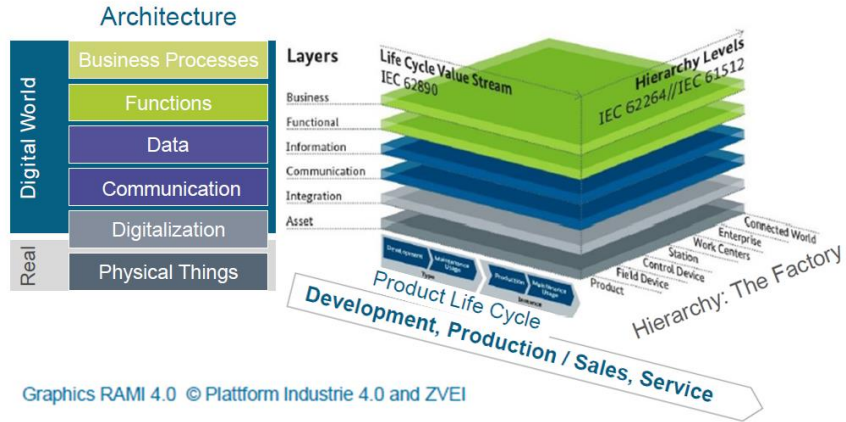 Architecture
Digital World
Business Processes
Functions
Data
Communication
Digitalization
Real
Physical Things
Layers
Business
Functional
Information
Communication
Integration
Asset
Life Cycle Value Stream
IEC 62890
Hierarchy Levels
IEC 62264//IEC 61512
Connected World
Enterprise
Work Centers
Station
Control Device
Field Device
Product
Development
Maintenance
Usage
Type
Production
Maintenance
Usage
Instance
Product Life Cycle
Development, Production / Sales, Service
Hierarchy: The Factory
Graphics RAMI 4.0 © Plattform Industrie 4.0 and ZVEI